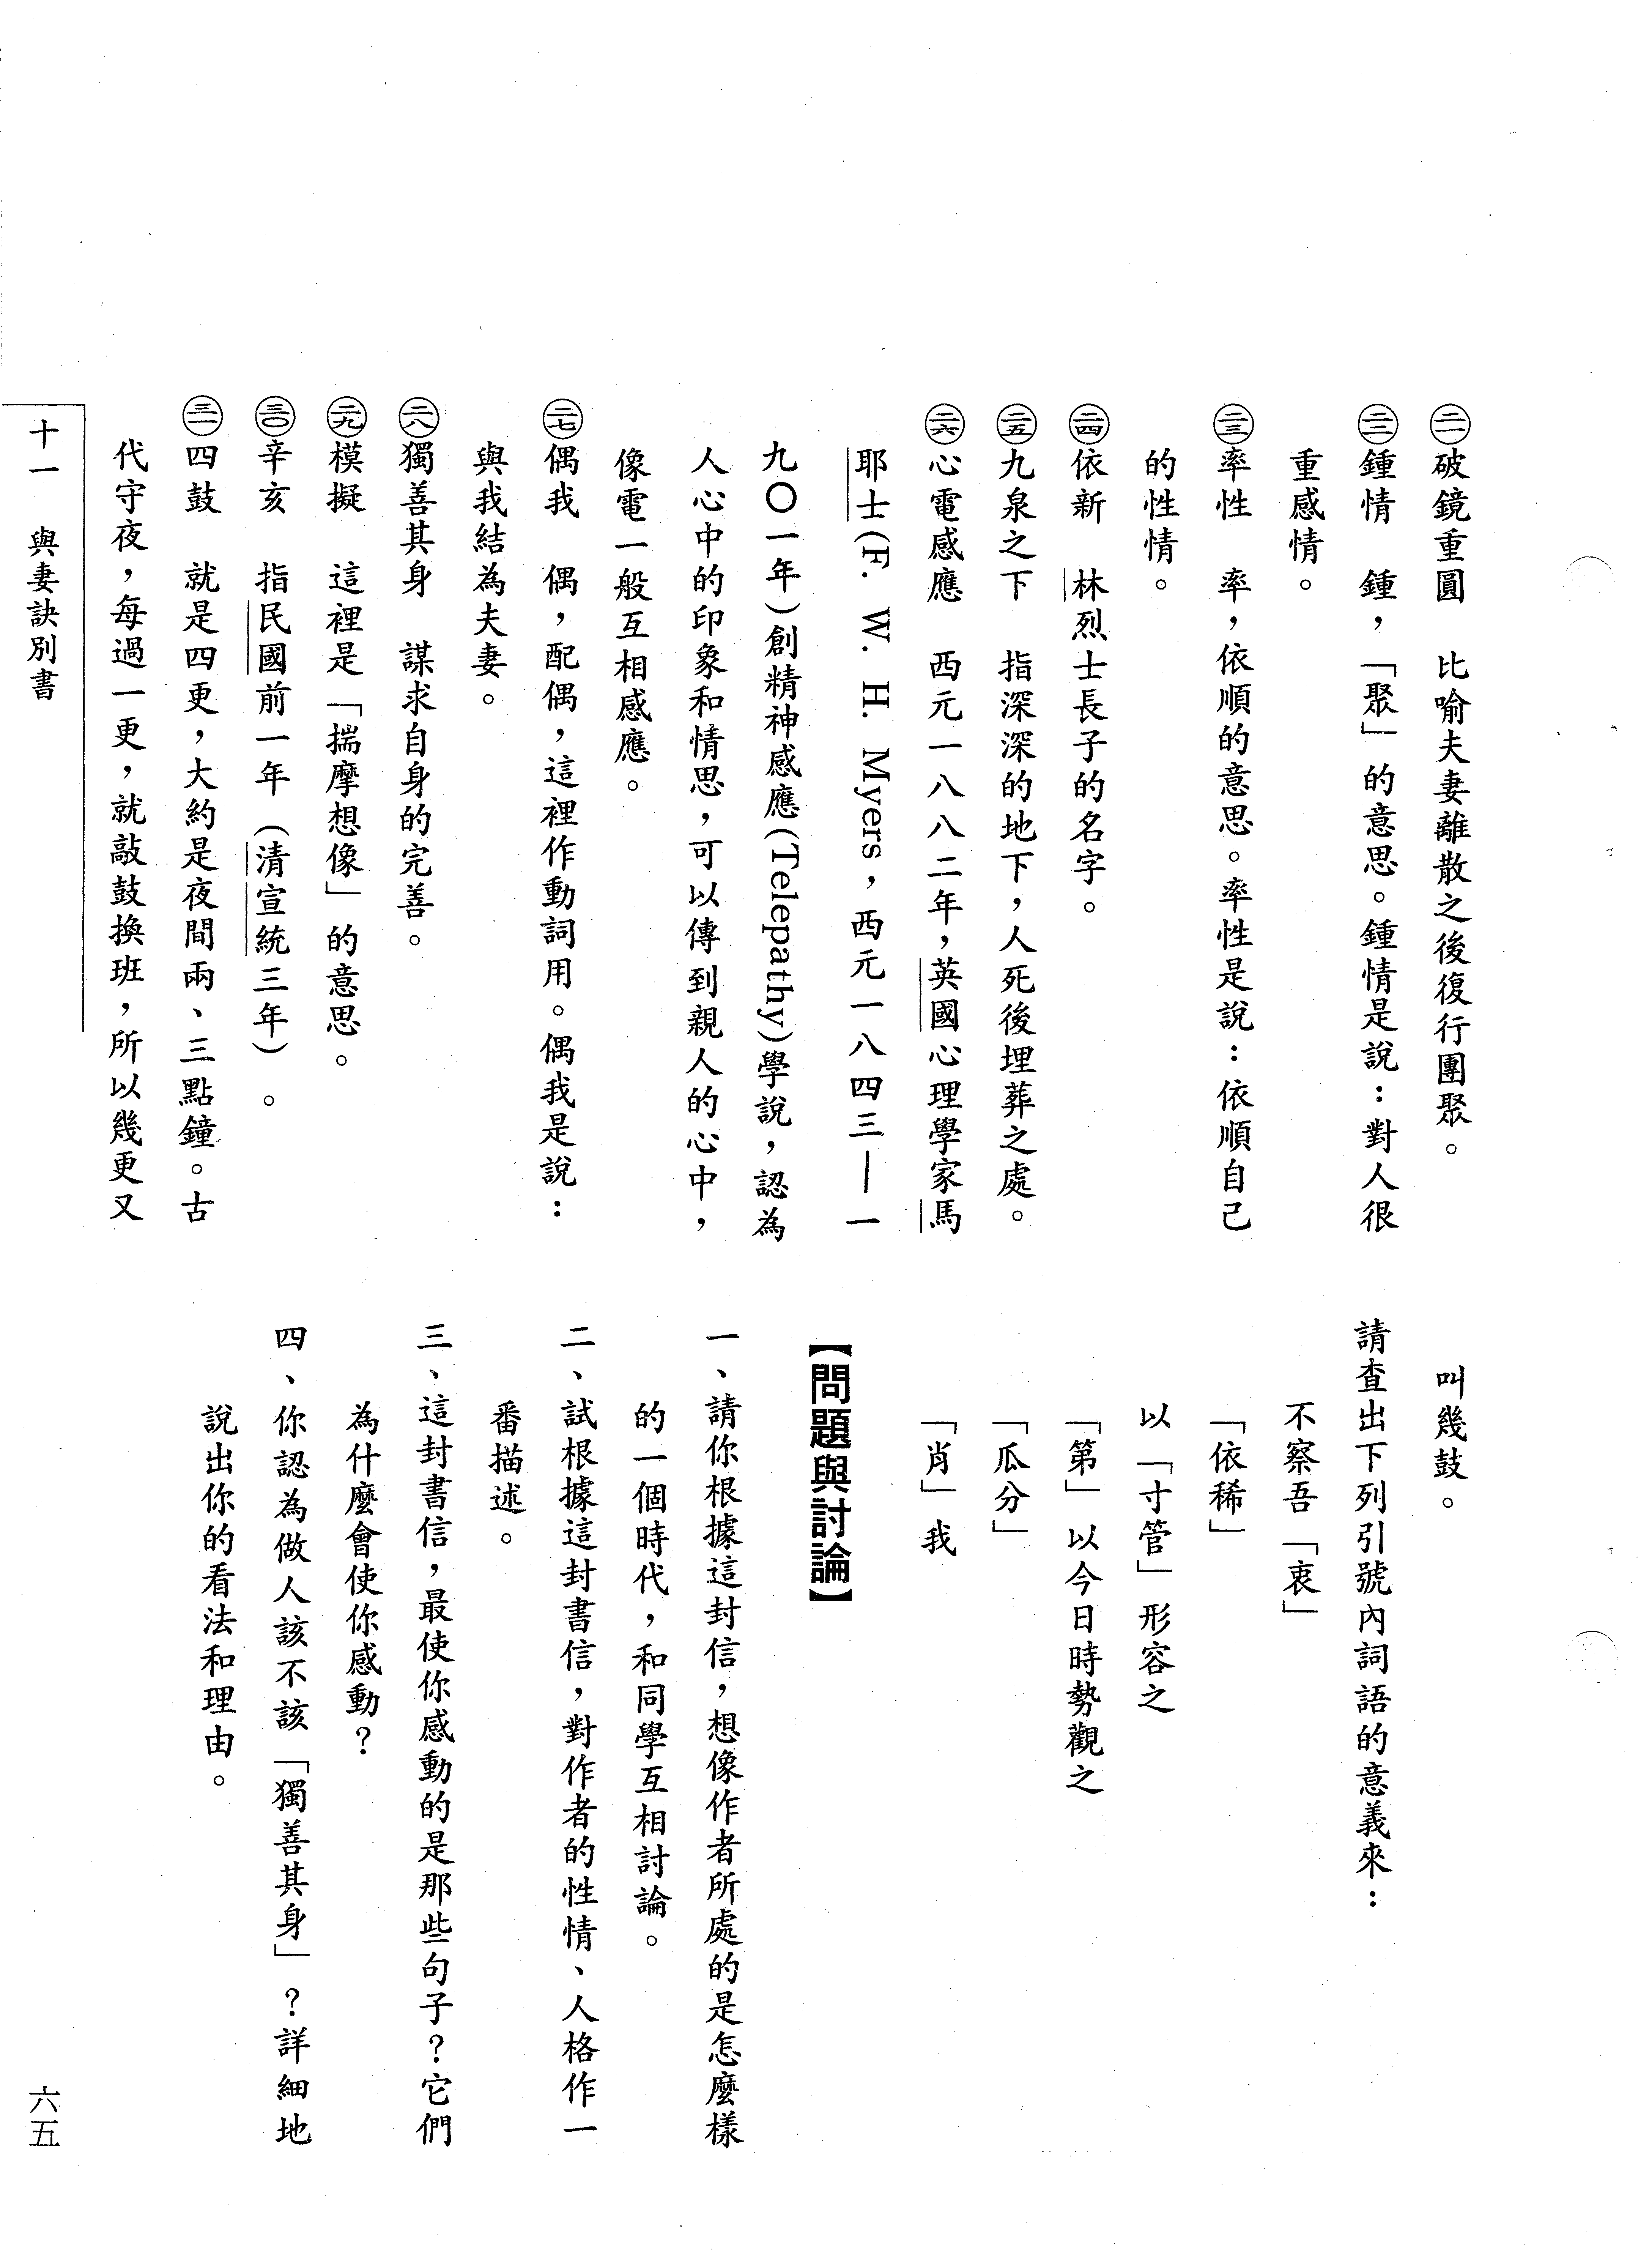 ㉑破鏡重圓　比喻夫妻離散之後復行團聚。
㉒鍾情　鍾，「聚」的意思。鍾情是說：對人很
重感情。
㉓率性　率，依順的意思。率性是說：依順自己
的性情。
㉔依新　林烈士長子的名字。
㉕九泉之下　指深深的地下，人死後埋葬之處。
㉖心電感應　西元一八八二年，英國心理學家馬
耶士(F. W. H. Myers，西元一八四三—一
九〇一年)創精神感應(Telepathy)學說，認為
人心中的印象和情思，可以傳到親人的心中，
像電一般互相感應。
㉗偶我　偶，配偶，這裡作動詞用。偶我是說：
與我結為夫妻。
㉘獨善其身　謀求自身的完善。
㉙模擬　這裡是「揣摩想像」的意思。
㉚辛亥　指民國前一年（清宣統三年）。
㉛四鼓　就是四更，大約是夜間兩、三點鐘。古
代守夜，每過一更，就敲鼓換班，所以幾更又
叫幾鼓。
請查出下列引號內詞語的意義來：
不察吾「衷」
「依稀」
以「寸管」形容之
「第」以今日時勢觀之
「瓜分」
「肖」我
【問題與討論】
一、請你根據這封信，想像作者所處的是怎麼樣
的一個時代，和同學互相討論。
二、試根據這封書信，對作者的性情、人格作一
番描述。
三、這封書信，最使你感動的是那些句子？它們
為什麼會使你感動？
四、你認為做人該不該「獨善其身」？詳細地
說出你的看法和理由。
十一　與妻訣別書
六五